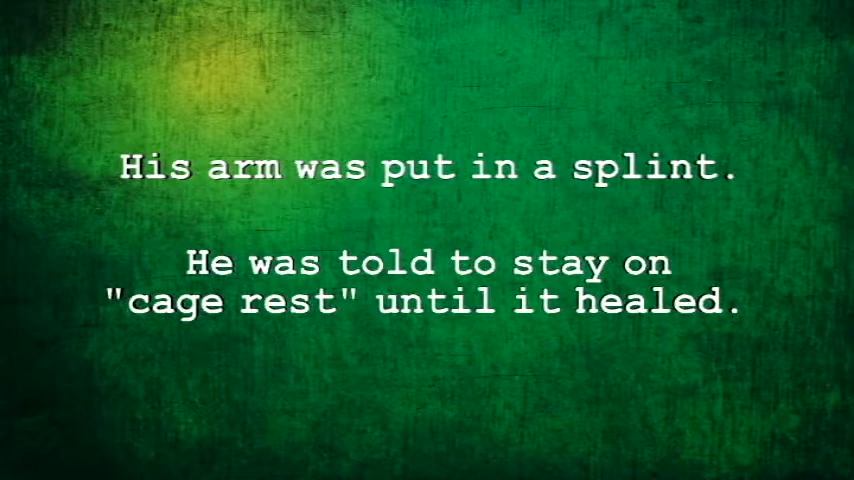 His arm was put in a splint.
He was told to stay on
"cage rest" until it healed.